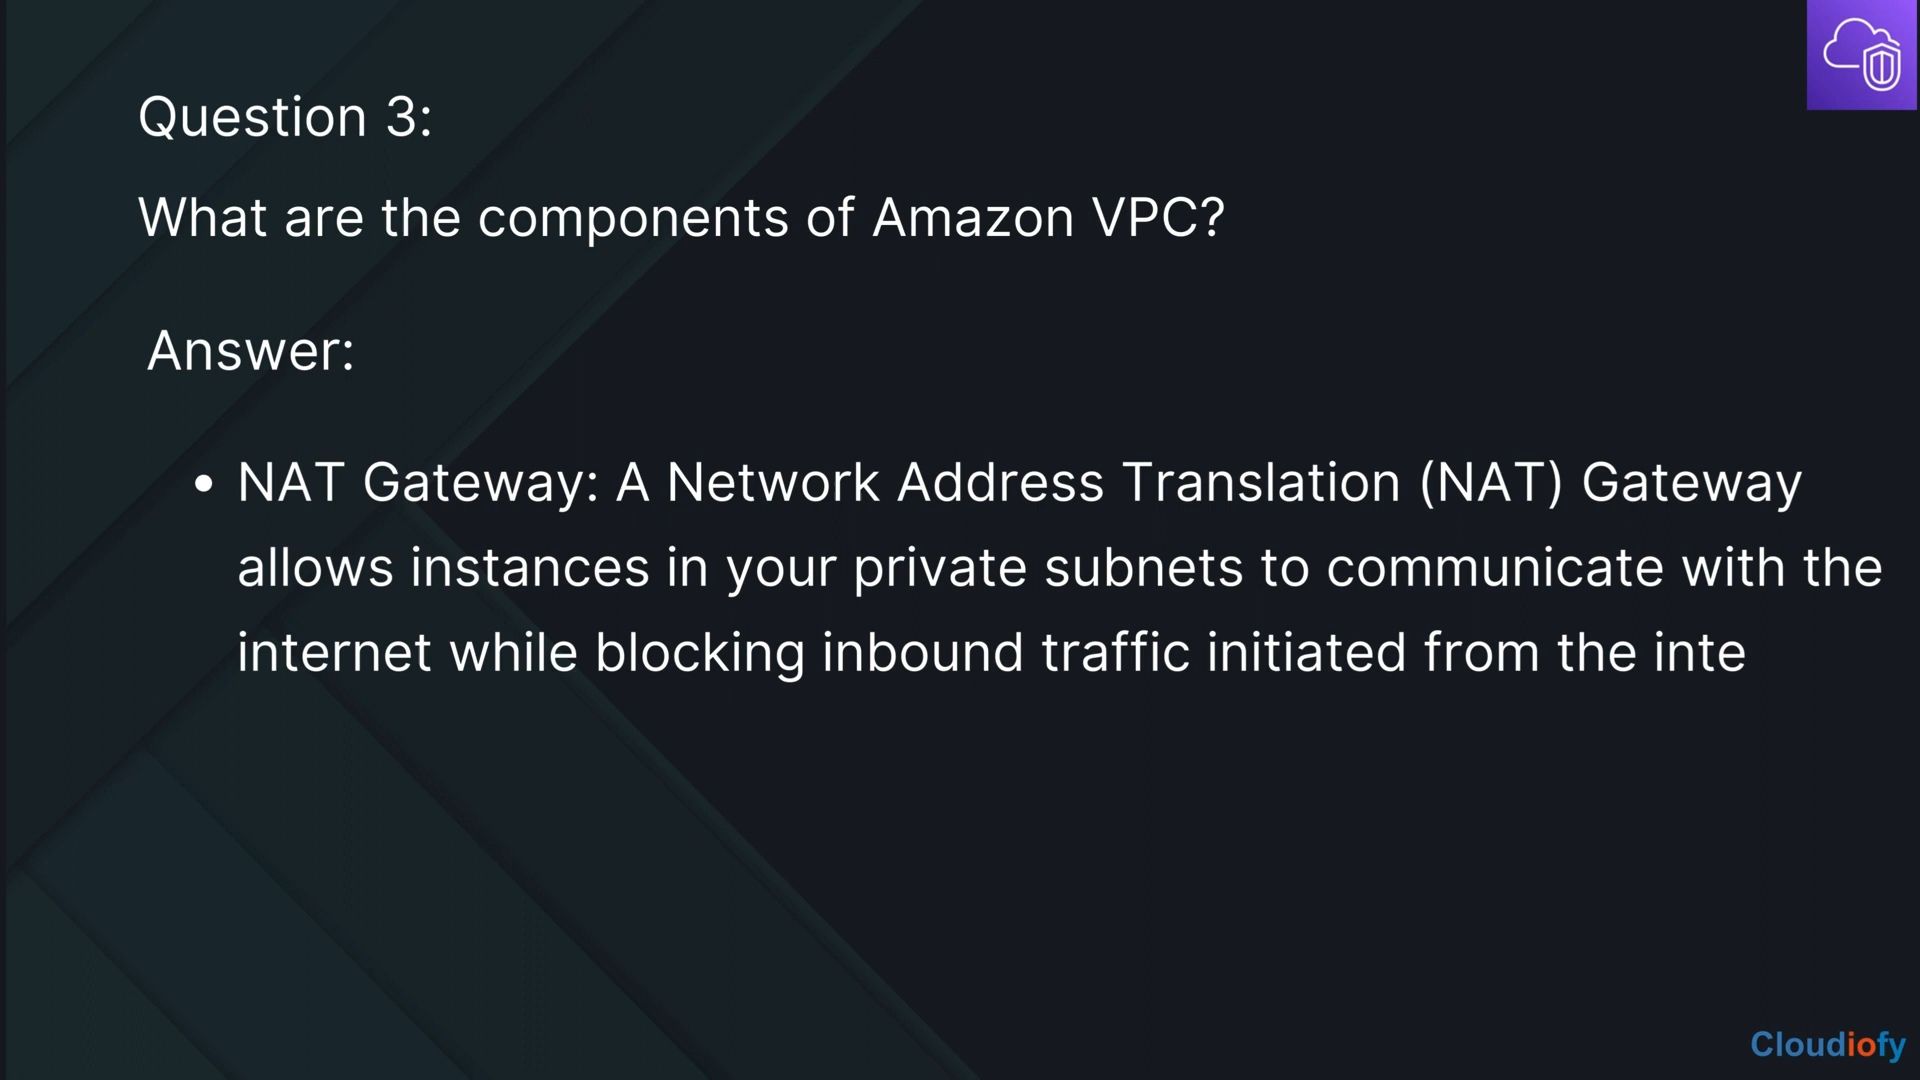 Question 3:
What are the components of Amazon VPC?
Answer:
• NAT Gateway: A Network Address Translation (NAT) Gateway
allows instances in your private subnets to communicate with the
internet while blocking inbound traffic initiated from the inte
Cloudiofy